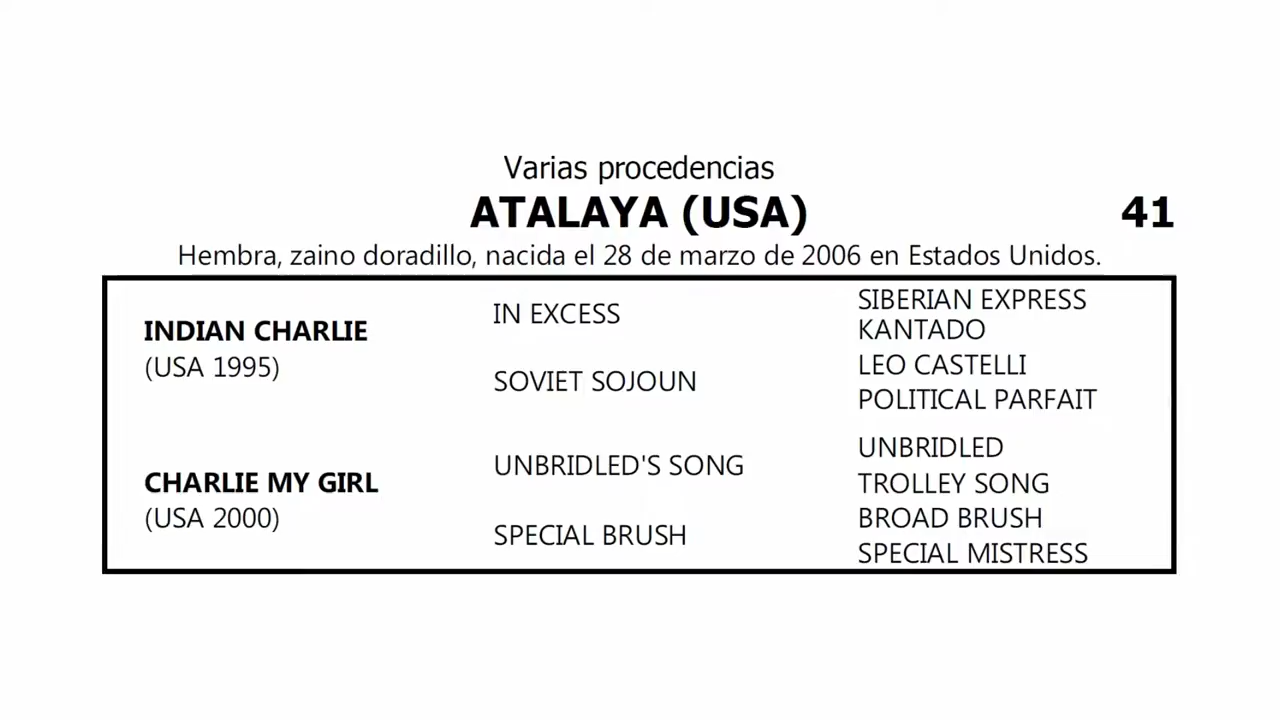 Varias procedencias
ATALAYA (USA)
41
Hembra, zaino doradillo, nacida el 28 de marzo de 2006 en Estados Unidos.
INDIAN CHARLIE
(USA 1995)
IN EXCESS
SIBERIAN EXPRESS
KANTADO
SOVIET SOJOUN
LEO CASTELLI
POLITICAL PARFAIT
CHARLIE MY GIRL
(USA 2000)
UNBRIDLED'S SONG
UNBRIDLED
TROLLEY SONG
SPECIAL BRUSH
BROAD BRUSH
SPECIAL MISTRESS